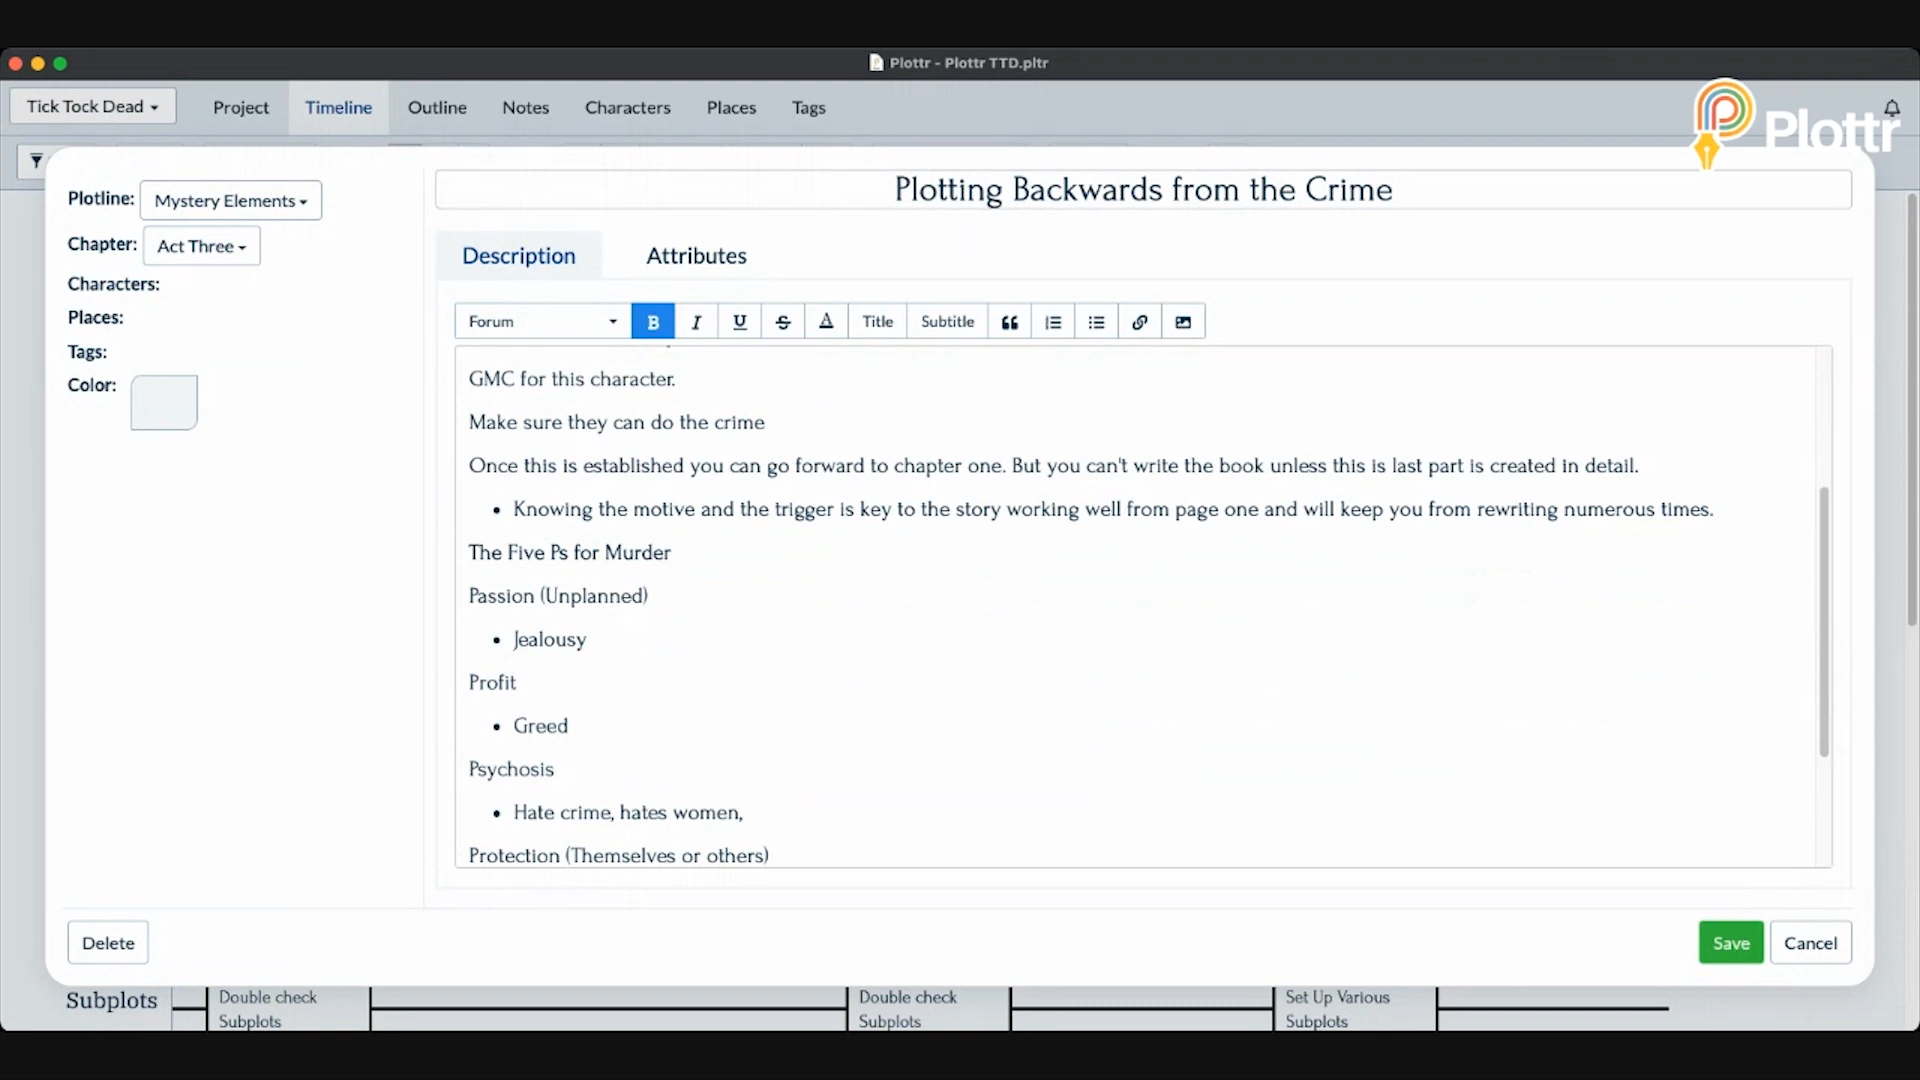 Plottr - Plottr TTD.pltr
Tick Tock Dead
Project
Timeline
Outline
Notes
Characters
Places
Tags
Plottr
Plotline:
Mystery Elements
Chapter:
Act Three
Characters:
Places:
Tags:
Color:
Plotting Backwards from the Crime
Description
Attributes
Forum
B
I
U
S
A
Title
Subtitle
GMC for this character.
Make sure they can do the crime
Once this is established you can go forward to chapter one. But you can't write the book unless this is last part is created in detail.
• Knowing the motive and the trigger is key to the story working well from page one and will keep you from rewriting numerous times.
The Five Ps for Murder
Passion (Unplanned)
• Jealousy
Profit
• Greed
Psychosis
• Hate crime, hates women,
Protection (Themselves or others)
Delete
Save
Cancel
Subplots
Double check
Subplots
Double check
Subplots
Set Up Various
Subplots